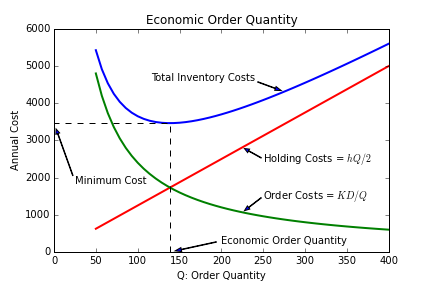 Economic Order Quantity
6000
5000
4000
3000
2000
1000
0
Annual Cost
Total Inventory Costs
Holding Costs = hQ/2
Minimum Cost
Order Costs = KD/Q
Economic Order Quantity
0 50 100 150 200 250 300 350 400
Q: Order Quantity